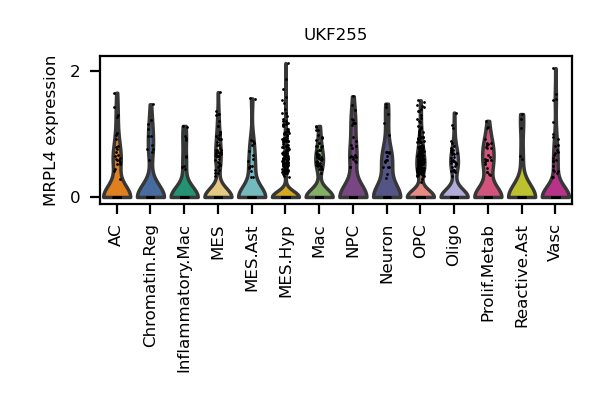 UKF255
MRPL4 expression
2
0
AC
Chromatin.Reg
Inflammatory.Mac
MES
MES.Ast
MES.Hyp
Mac
NPC
Neuron
OPC
Oligo
Prolif.Metab
Reactive.Ast
Vasc